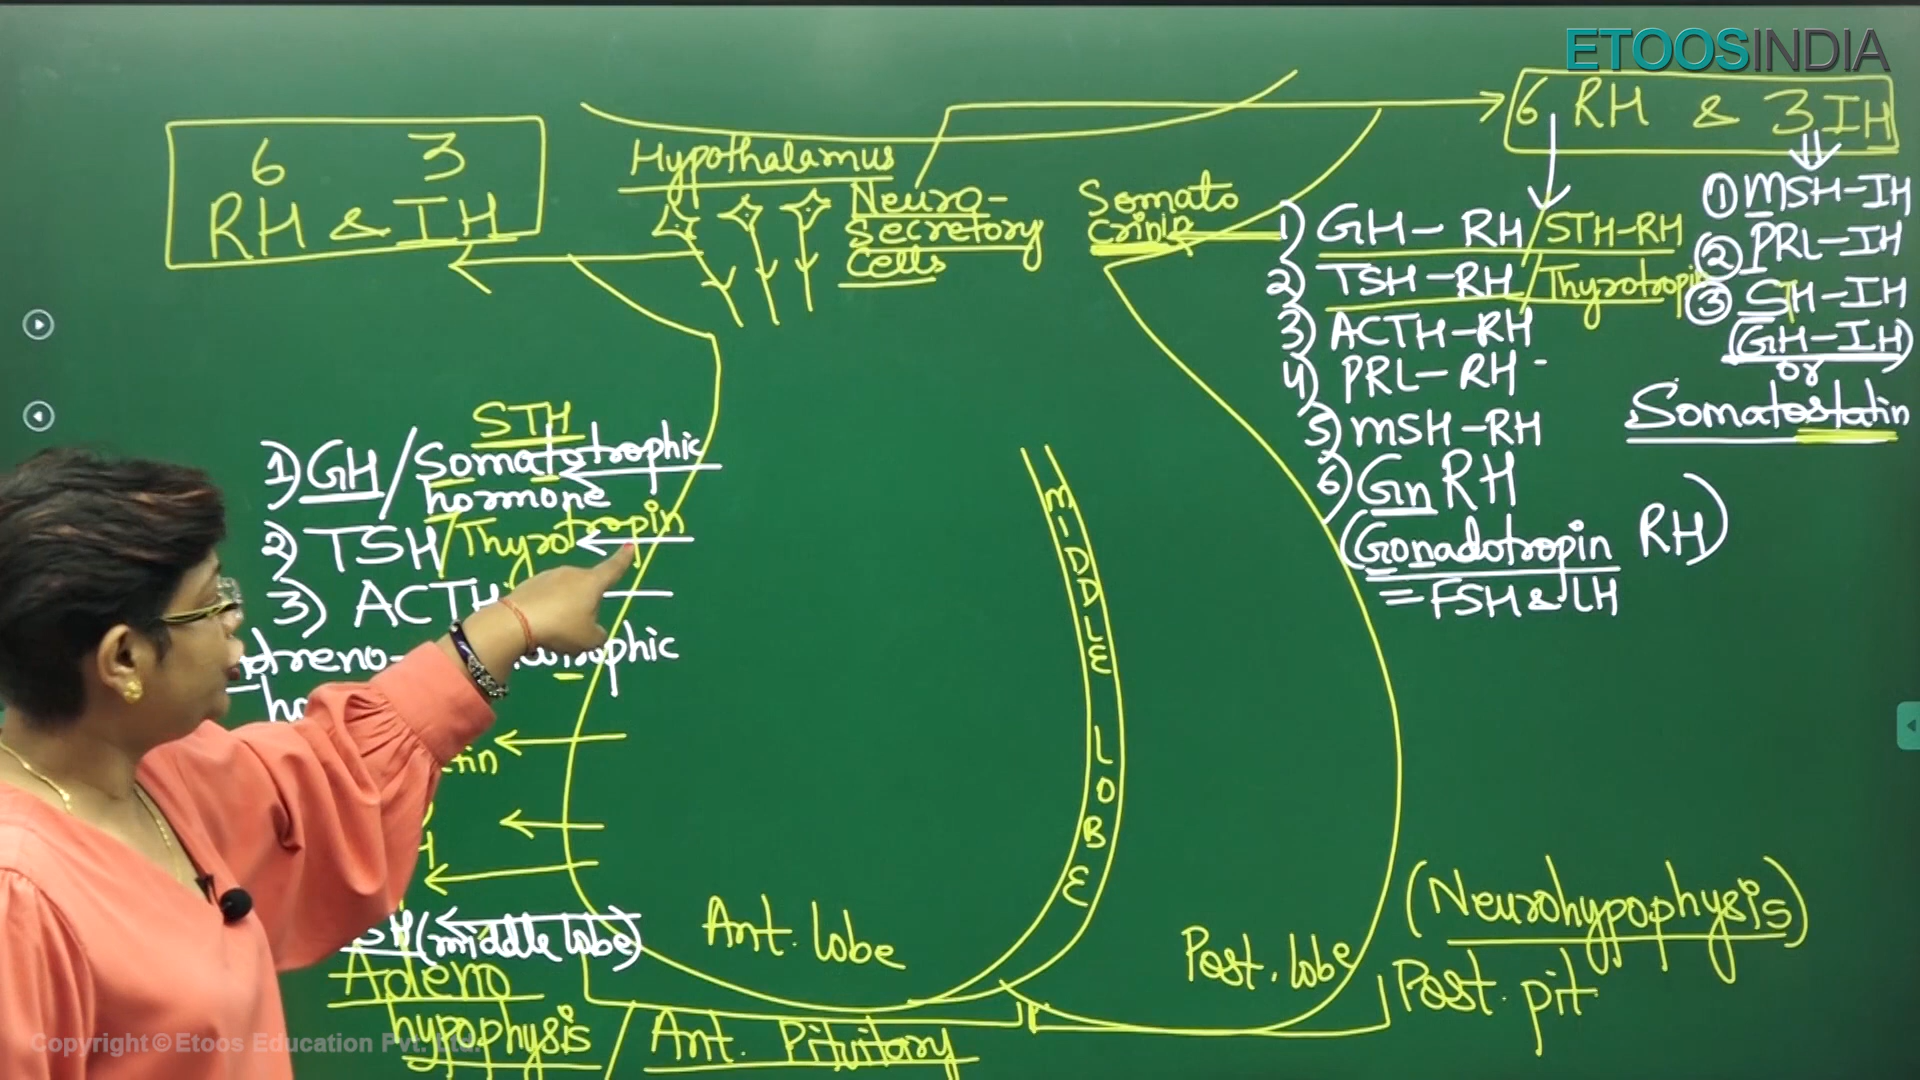 ETOOSINDIA
6 3
RH & IH
Hypothalamus
Neuro-
Secretory
Cells
Somato
crinin
6 RH & 3 IH
1) GH-RH/STH-RH
2) TSH-RH/Thyrotropin
3) ACTH-RH
4) PRL-RH
5) MSH-RH
6) GnRH
(Gonadotropin RH)
= FSH & LH
① MSH-IH
② PRL-IH
③ SH-IH
(GH-IH)
or
Somatostatin
STH
1) GH/Somatotrophic
hormone
2) TSH/Thyrotropin
3) ACTH
MIDDLE LOBE
Ant. lobe
Post. lobe
(middle lobe)
Adeno
hypophysis
Ant. Pituitary
(Neurohypophysis)
Post. pit
Copyright © Etoos Education Pvt. Ltd.